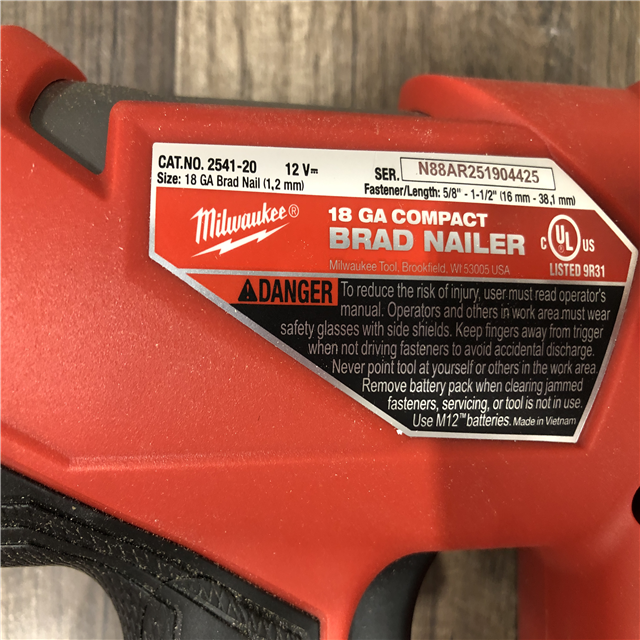 CAT.NO. 2541-20 12 V⎓ SER. N88AR251904425
Size: 18 GA Brad Nail (1,2 mm) Fastener/Length: 5/8" - 1-1/2" (16 mm - 38,1 mm)
Milwaukee®
18 GA COMPACT
BRAD NAILER
Milwaukee Tool, Brookfield, WI 53005 USA
C UL US
LISTED 9R31
DANGER To reduce the risk of injury, user must read operator's
manual. Operators and others in work area must wear
safety glasses with side shields. Keep fingers away from trigger
when not driving fasteners to avoid accidental discharge.
Never point tool at yourself or others in the work area.
Remove battery pack when clearing jammed
fasteners, servicing, or tool is not in use.
Use M12™ batteries. Made in Vietnam